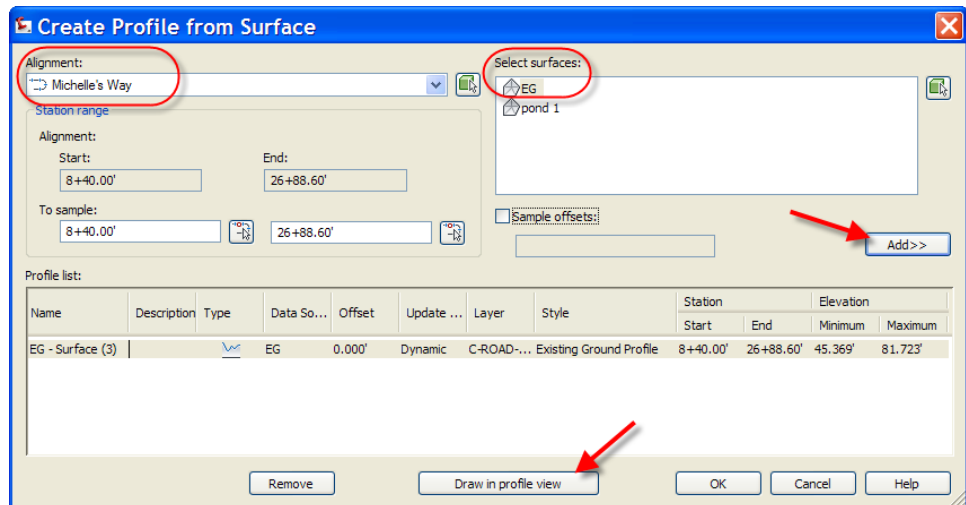 Create Profile from Surface
Alignment:
Michelle's Way
Select surfaces:
EG
pond 1
Station range
Alignment:
Start:
End:
8+40.00'
26+88.60'
To sample:
8+40.00'
26+88.60'
Sample offsets:
Add>>
Profile list:
Name Description Type Data So... Offset Update ... Layer Style Station Elevation
Start End Minimum Maximum
EG - Surface (3) EG 0.000' Dynamic C-ROAD-... Existing Ground Profile 8+40.00' 26+88.60' 45.369' 81.723'
Remove Draw in profile view OK Cancel Help